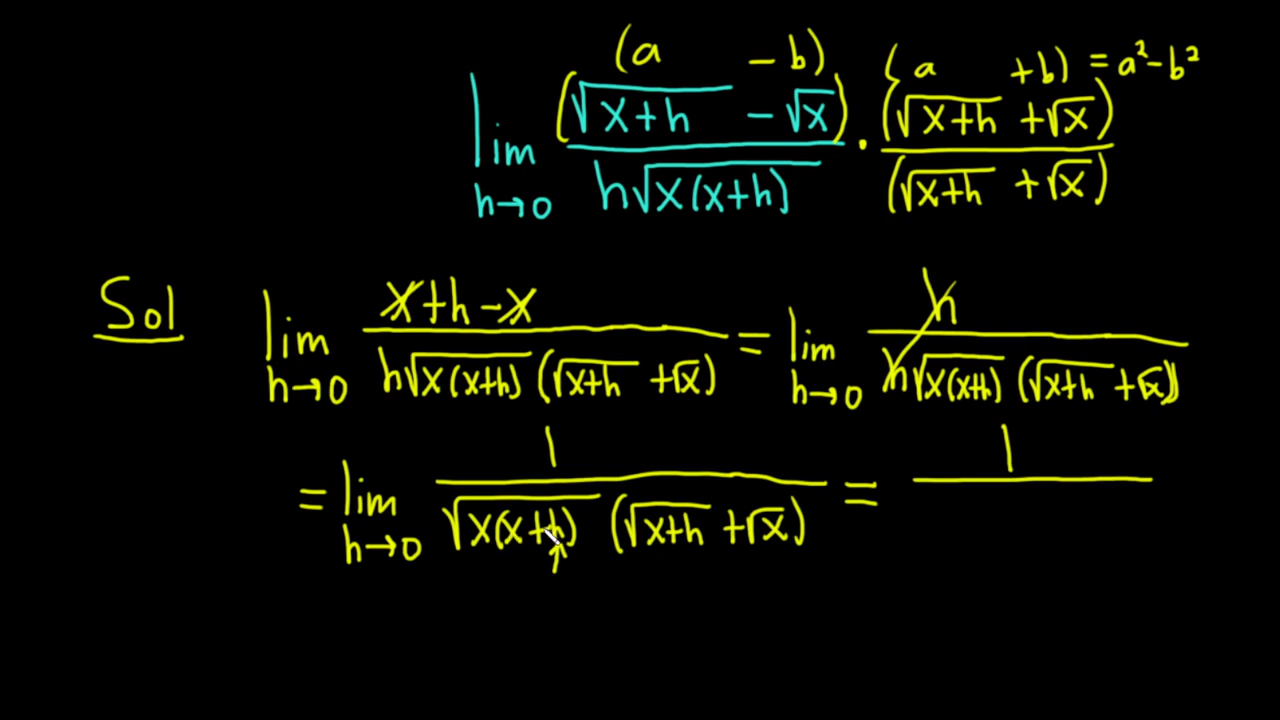 (a - b) (a + b) = a² - b²
lim h→0 (√x+h - √x) / h√x(x+h) · (√x+h + √x) / (√x+h + √x)
Sol lim h→0 x+h-x / h√x(x+h) (√x+h + √x) = lim h→0 h / h√x(x+h) (√x+h + √x)
= lim h→0 1 / √x(x+h) (√x+h + √x) = 1 /